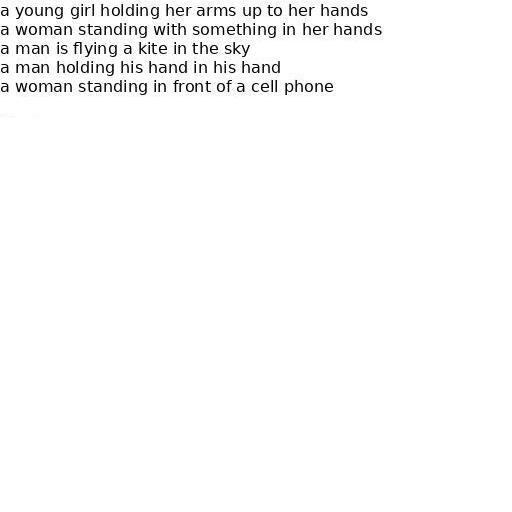 a young girl holding her arms up to her hands
a woman standing with something in her hands
a man is flying a kite in the sky
a man holding his hand in his hand
a woman standing in front of a cell phone